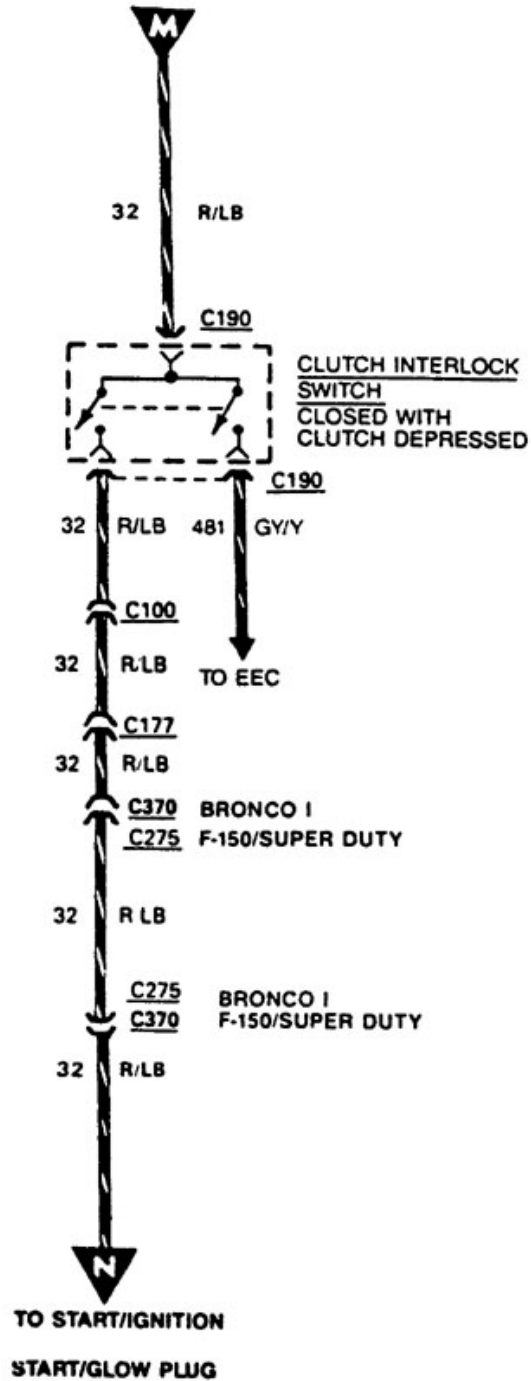 M
32 R/LB
C190
CLUTCH INTERLOCK
SWITCH
CLOSED WITH
CLUTCH DEPRESSED
C190
32 R/LB 481 GY/Y
C100
32 R/LB
TO EEC
C177
32 R/LB
C370 BRONCO I
C275 F-150/SUPER DUTY
32 R LB
C275 BRONCO I
C370 F-150/SUPER DUTY
32 R/LB
N
TO START/IGNITION
START/GLOW PLUG